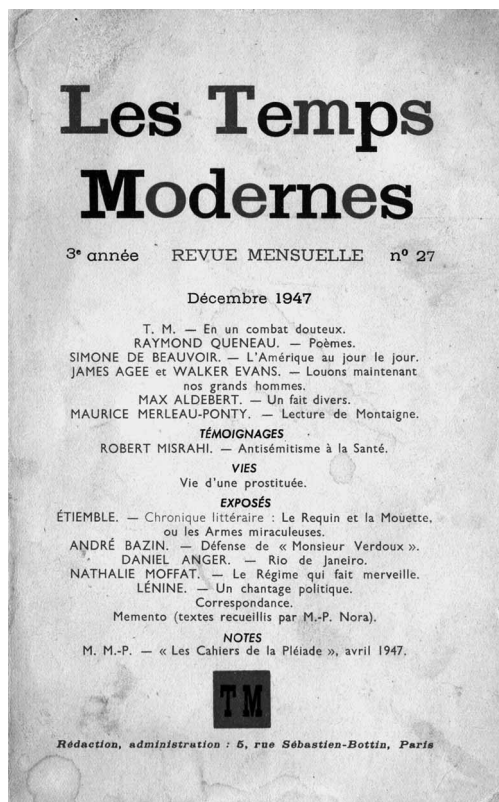 Les Temps
Modernes
3e année REVUE MENSUELLE nº 27
Décembre 1947
T. M. — En un combat douteux.
RAYMOND QUENEAU. — Poèmes.
SIMONE DE BEAUVOIR. — L'Amérique au jour le jour.
JAMES AGEE et WALKER EVANS. — Louons maintenant
nos grands hommes.
MAX ALDEBERT. — Un fait divers.
MAURICE MERLEAU-PONTY. — Lecture de Montaigne.
TÉMOIGNAGES
ROBERT MISRAHI. — Antisémitisme à la Santé.
VIES
Vie d'une prostituée.
EXPOSÉS
ÉTIEMBLE. — Chronique littéraire : Le Requin et la Mouette,
ou les Armes miraculeuses.
ANDRÉ BAZIN. — Défense de « Monsieur Verdoux ».
DANIEL ANGER. — Rio de Janeiro.
NATHALIE MOFFAT. — Le Régime qui fait merveille.
LÉNINE. — Un chantage politique.
Correspondance.
Memento (textes recueillis par M.-P. Nora).
NOTES
M. M.-P. — « Les Cahiers de la Pléiade », avril 1947.
TM
Rédaction, administration : 5, rue Sébastien-Bottin, Paris